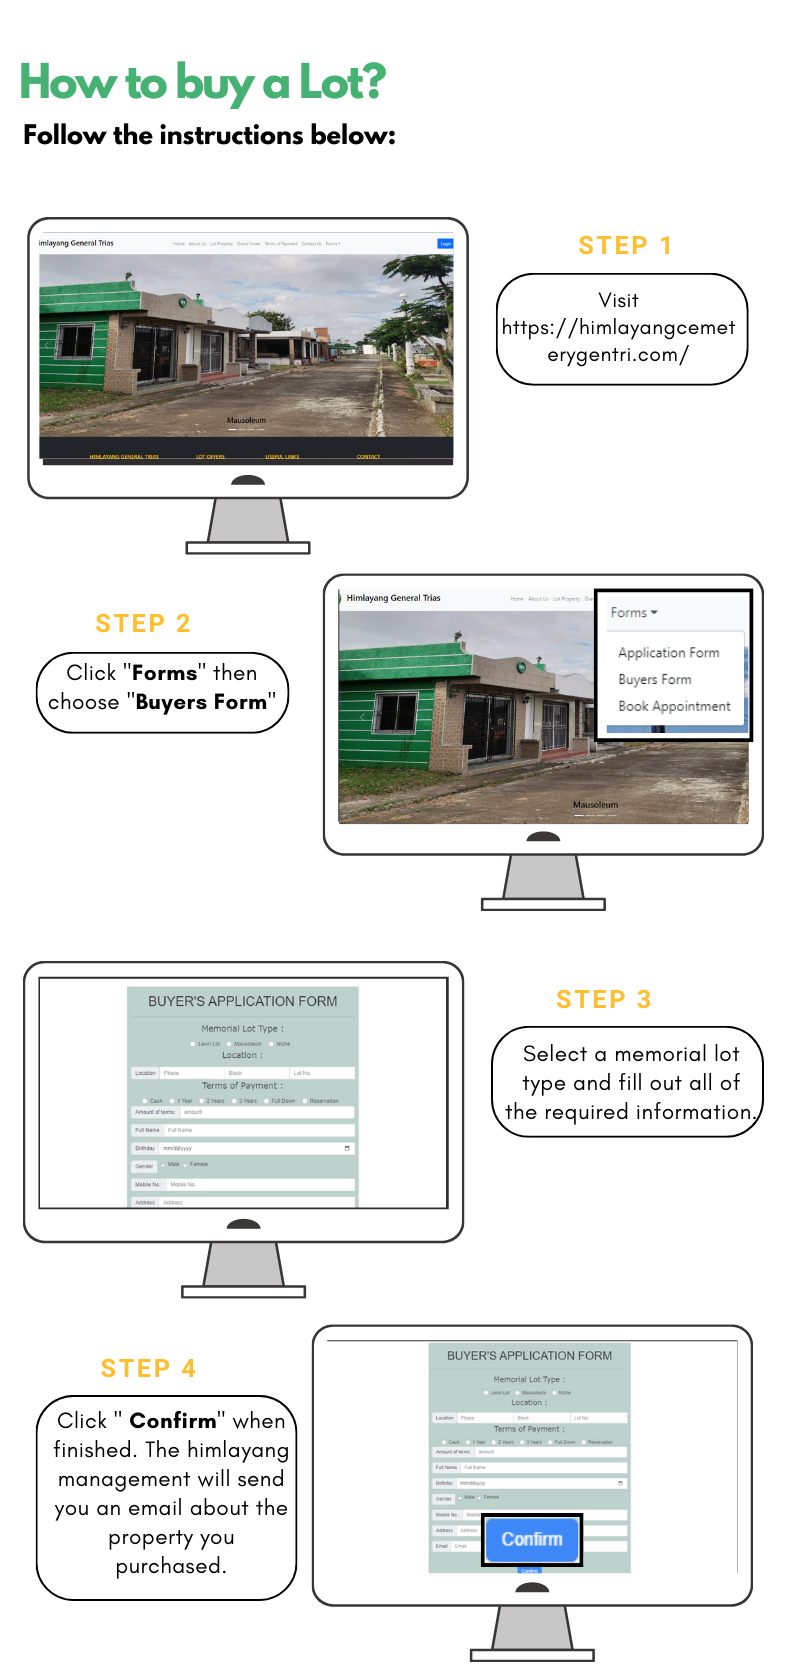 How to buy a Lot?
Follow the instructions below:
imlayang General Trias
Home About Us Lot Property Grave Finder Terms of Payment Contact Us Forms
Login
Mausoleum
HIMLAYANG GENERAL TRIAS LOT OFFERS USEFUL LINKS CONTACT
STEP 1
Visit
https://himlayangcemet
erygentri.com/
STEP 2
Click "Forms" then
choose "Buyers Form"
Himlayang General Trias
Home About Us Lot Property
Forms
Application Form
Buyers Form
Book Appointment
Mausoleum
BUYER'S APPLICATION FORM
Memorial Lot Type :
Lawn Lot Mausoleum Niche
Location :
Location Phase Block Lot No.
Terms of Payment :
Cash 1 Year 2 Years 3 Years Full Down Reservation
Amount of terms: amount
Full Name Full Name
Birthday mm/dd/yyyy
Gender Male Female
Mobile No.: Mobile No.
Address Address
STEP 3
Select a memorial lot
type and fill out all of
the required information.
STEP 4
Click " Confirm" when
finished. The himlayang
management will send
you an email about the
property you
purchased.
BUYER'S APPLICATION FORM
Memorial Lot Type :
Lawn Lot Mausoleum Niche
Location :
Location Phase Block Lot No.
Terms of Payment :
Cash 1 Year 2 Years 3 Years Full Down Reservation
Amount of terms: amount
Full Name Full Name
Birthday mm/dd/yyyy
Gender Male Female
Mobile No.:
Address Address
Email Email
Confirm
Confirm